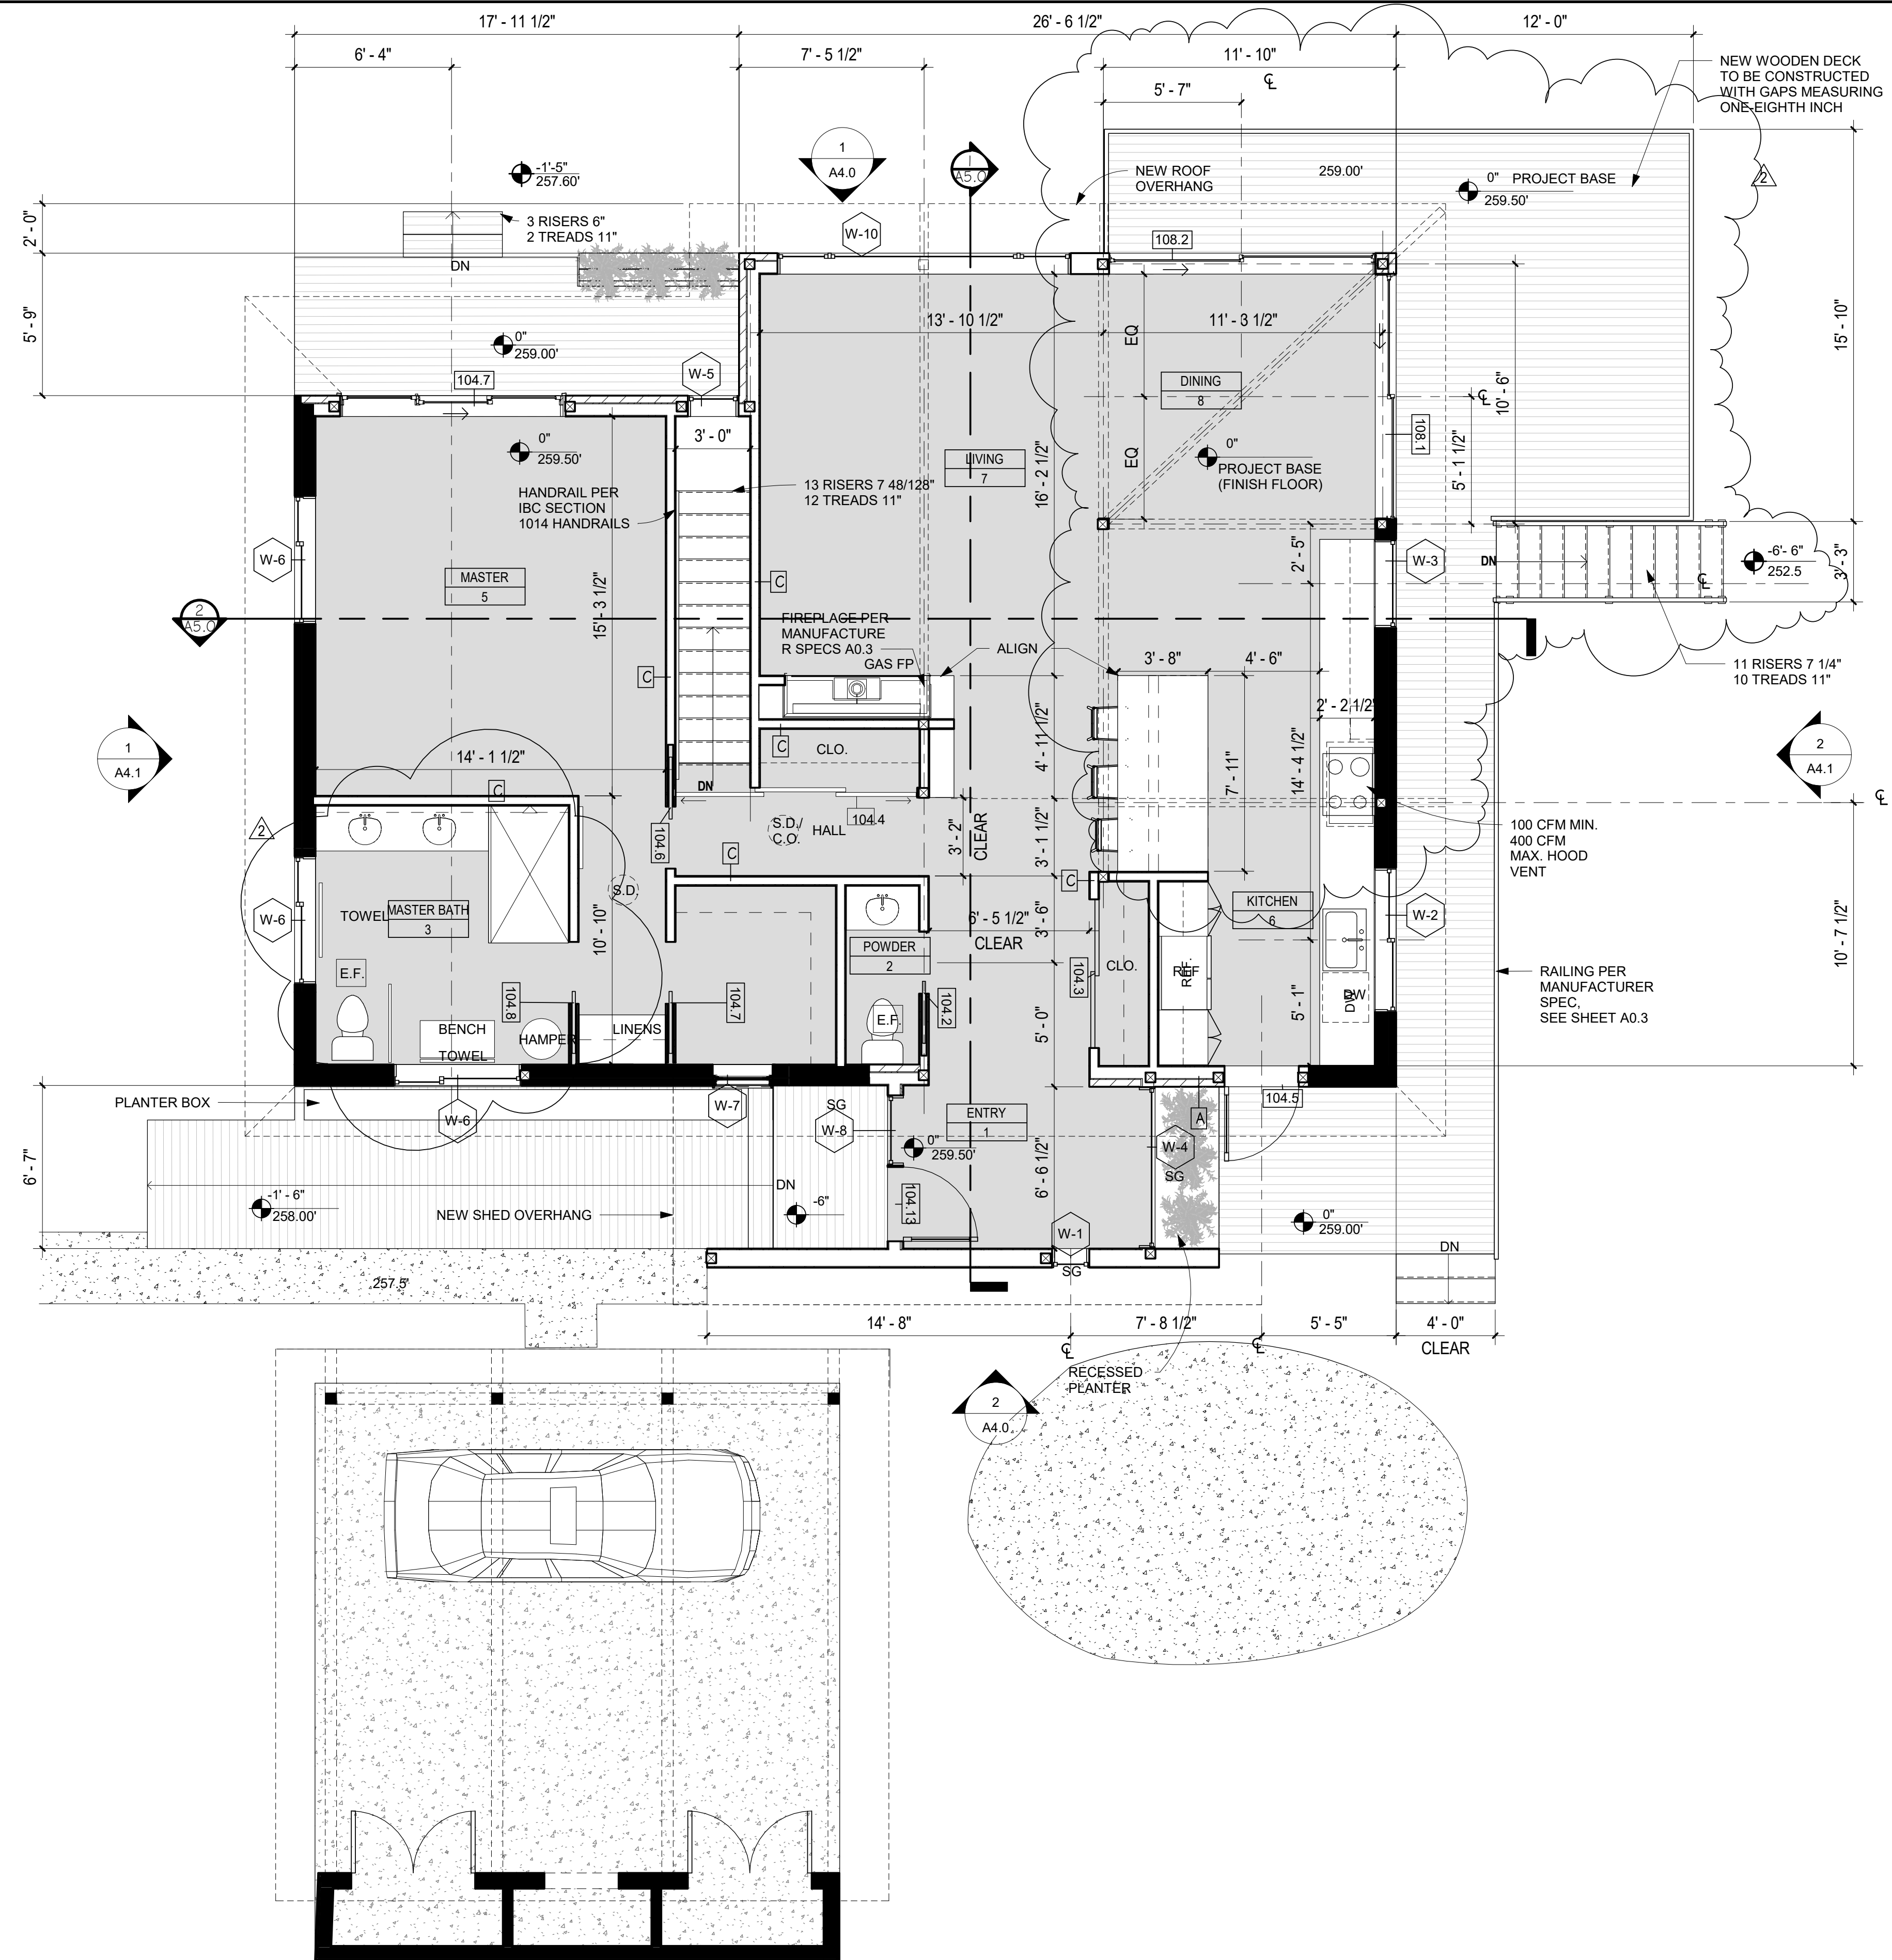 17' - 11 1/2"
26' - 6 1/2"
12' - 0"
6' - 4"
7' - 5 1/2"
11' - 10"
℄
5' - 7"
NEW WOODEN DECK
TO BE CONSTRUCTED
WITH GAPS MEASURING
ONE-EIGHTH INCH
1
A4.0
A5.0
-1'-5"
257.60'
NEW ROOF
OVERHANG
259.00'
0" PROJECT BASE
259.50'
2
2' - 0"
3 RISERS 6"
2 TREADS 11"
DN
W-10
108.2
5' - 9"
0"
259.00'
13' - 10 1/2"
11' - 3 1/2"
EQ
15' - 10"
104.7
W-5
DINING
8
℄
10' - 6"
3' - 0"
0"
259.50'
LIVING
7
16' - 2 1/2"
EQ
0"
PROJECT BASE
(FINISH FLOOR)
108.1
5' - 1 1/2"
HANDRAIL PER
IBC SECTION
1014 HANDRAILS
13 RISERS 7 48/128"
12 TREADS 11"
W-6
MASTER
5
C
2' - 5"
W-3
DN
℄
-6'- 6"
252.5
3' - 3"
2
A5.0
15' - 3 1/2"
FIREPLACE PER
MANUFACTURE
R SPECS A0.3
GAS FP
ALIGN
3' - 8"
4' - 6"
11 RISERS 7 1/4"
10 TREADS 11"
C
2' - 2 1/2"
1
A4.1
14' - 1 1/2"
C
CLO.
4' - 11 1/2"
7' - 11"
14' - 4 1/2"
2
A4.1
C
DN
℄
2
104.6
S.D./
C.O.
HALL
104.4
3' - 2"
CLEAR
3' - 1 1/2"
100 CFM MIN.
400 CFM
MAX. HOOD
VENT
C
S.D.
C
TOWEL
MASTER BATH
3
W-6
10' - 10"
6' - 5 1/2"
CLEAR
3' - 6"
KITCHEN
6
W-2
10' - 7 1/2"
POWDER
2
CLO.
REF
REF.
E.F.
104.3
RAILING PER
MANUFACTURER
SPEC,
SEE SHEET A0.3
104.8
104.7
104.2
DW
DW
5' - 1"
BENCH
TOWEL
HAMPER
LINENS
E.F.
5' - 0"
PLANTER BOX
W-6
W-7
SG
W-8
ENTRY
1
A
104.5
0"
259.50'
W-4
SG
6' - 7"
6' - 6 1/2"
DN
-1' - 6"
258.00'
NEW SHED OVERHANG
-6"
104.13
0"
259.00'
W-1
SG
DN
257.5'
14' - 8"
7' - 8 1/2"
5' - 5"
4' - 0"
CLEAR
℄
℄
RECESSED
PLANTER
2
A4.0